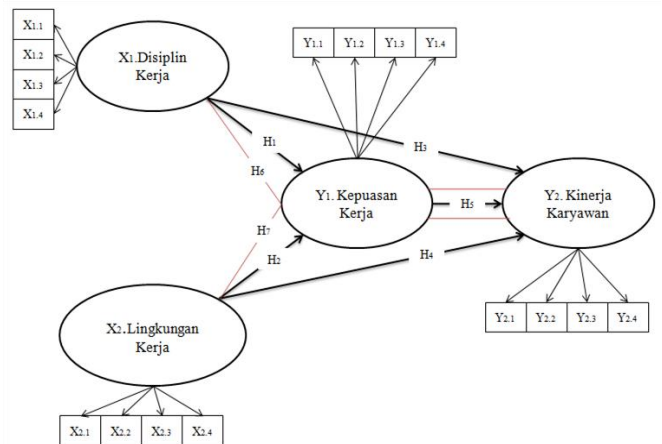 X1.1
X1.2
X1.3
X1.4
X1.Disiplin
Kerja
Y1.1 Y1.2 Y1.3 Y1.4
H1
H3
H6
Y1. Kepuasan
Kerja
H5
Y2. Kinerja
Karyawan
H7
H2
H4
X2.Lingkungan
Kerja
Y2.1 Y2.2 Y2.3 Y2.4
X2.1 X2.2 X2.3 X2.4